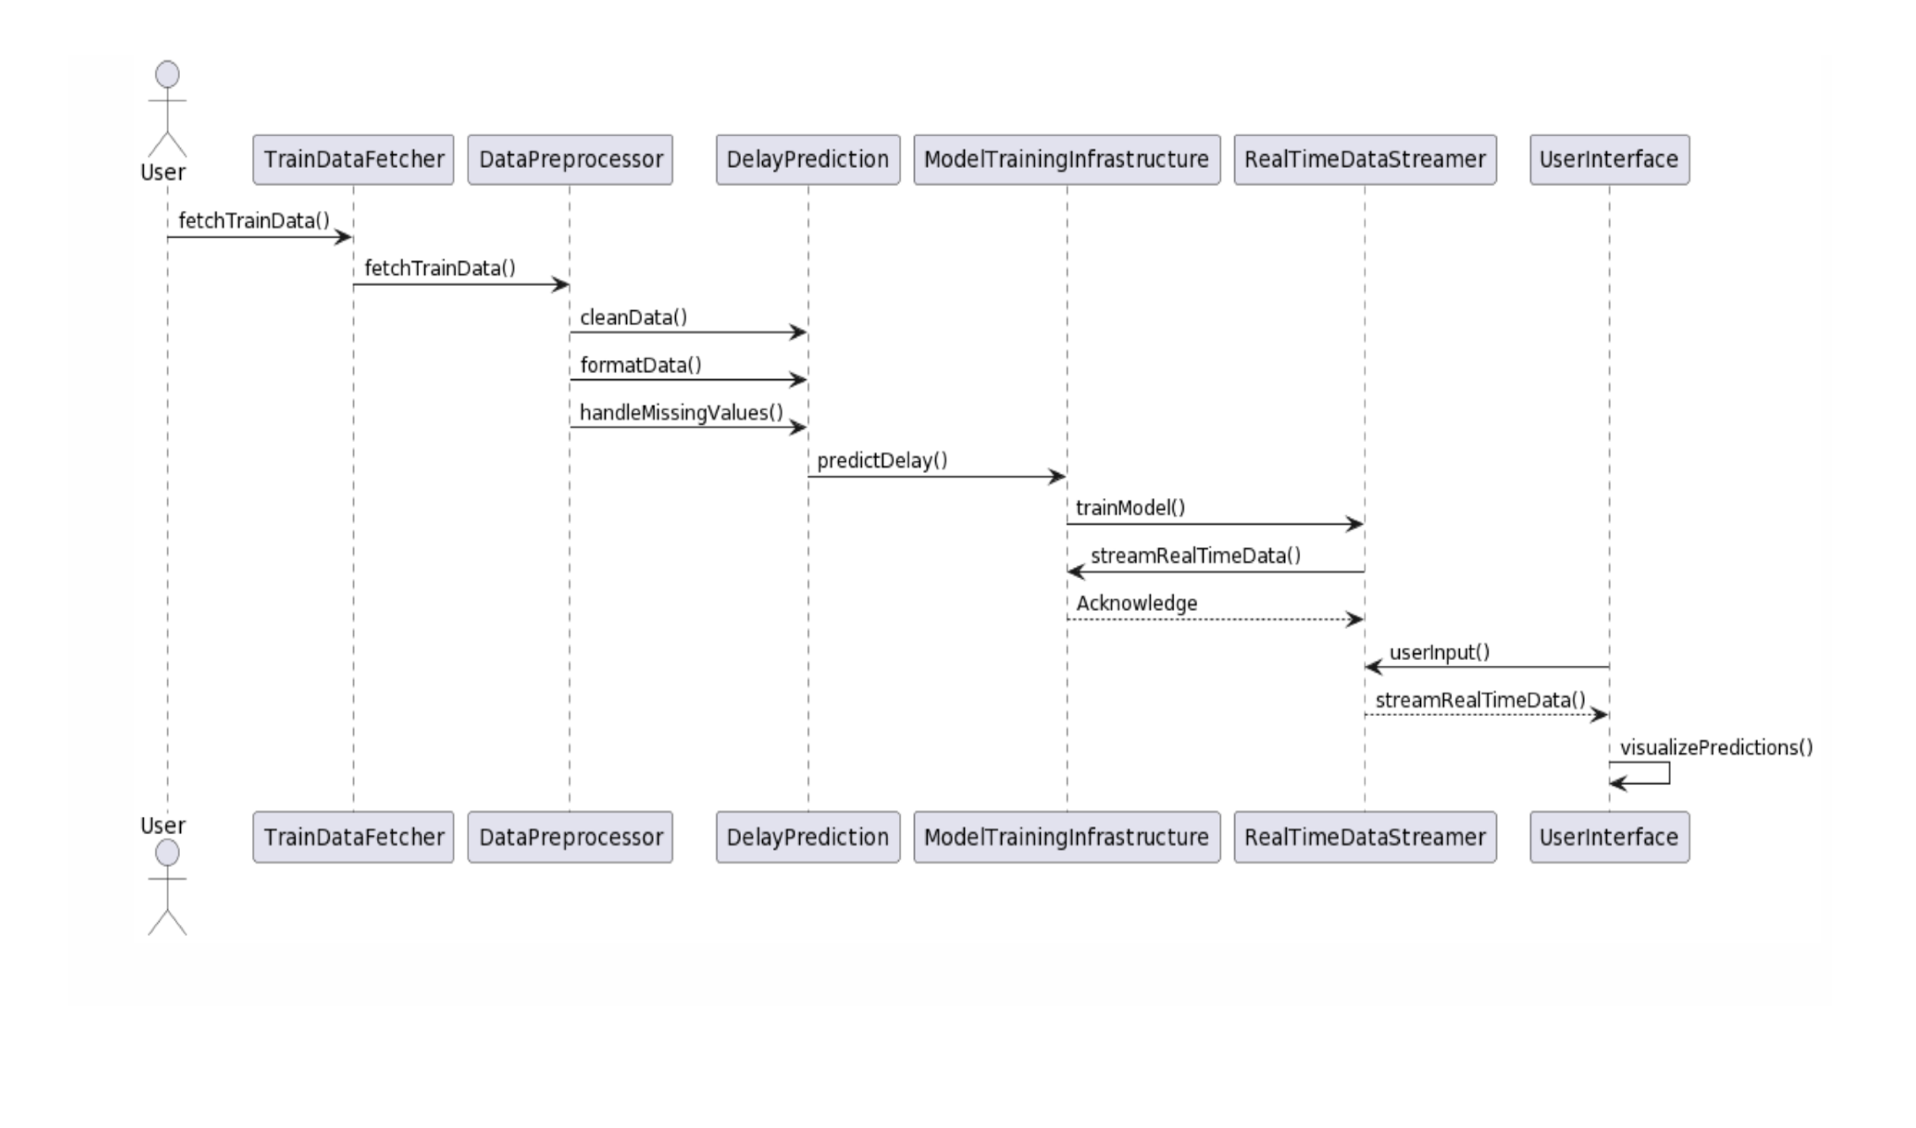 User
TrainDataFetcher
DataPreprocessor
DelayPrediction
ModelTrainingInfrastructure
RealTimeDataStreamer
UserInterface
fetchTrainData()
fetchTrainData()
cleanData()
formatData()
handleMissingValues()
predictDelay()
trainModel()
streamRealTimeData()
Acknowledge
userInput()
streamRealTimeData()
visualizePredictions()
User
TrainDataFetcher
DataPreprocessor
DelayPrediction
ModelTrainingInfrastructure
RealTimeDataStreamer
UserInterface